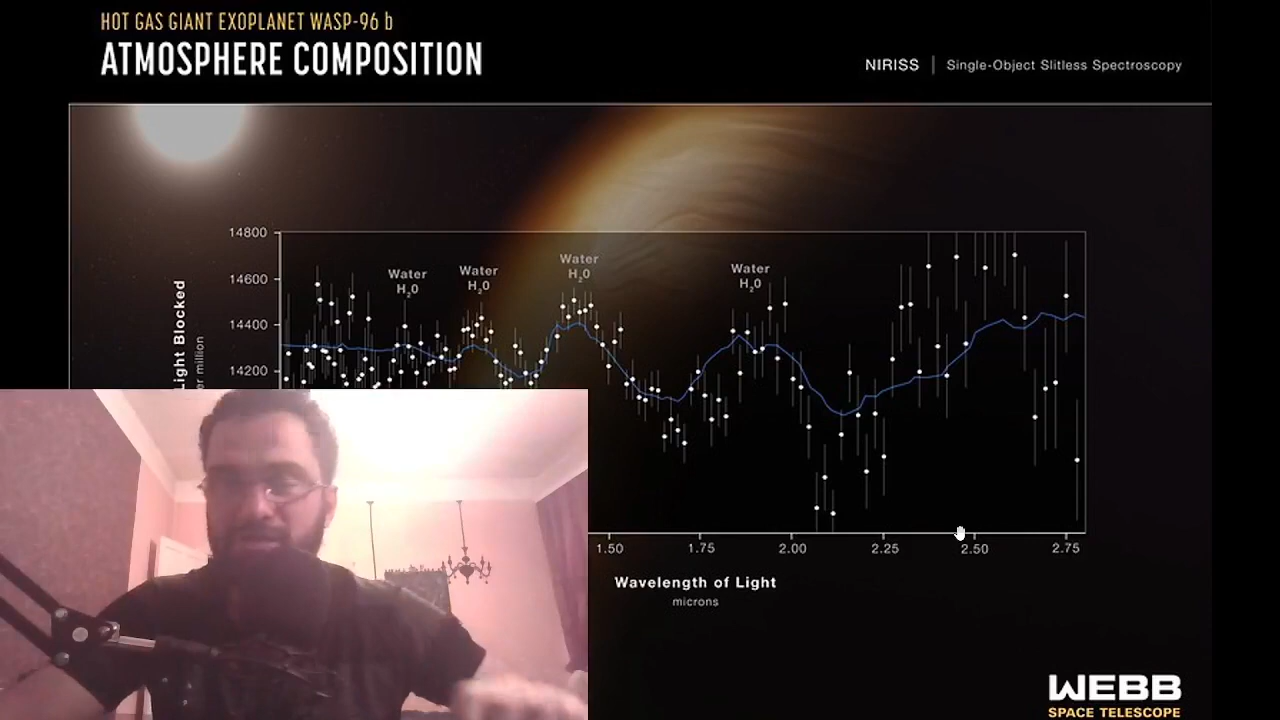 HOT GAS GIANT EXOPLANET WASP-96 b
ATMOSPHERE COMPOSITION
NIRISS | Single-Object Slitless Spectroscopy
14800
14600
14400
14200
Light Blocked
per million
Water
H₂O
Water
H₂O
Water
H₂O
Water
H₂O
1.50 1.75 2.00 2.25 2.50 2.75
Wavelength of Light
microns
WEBB
SPACE TELESCOPE